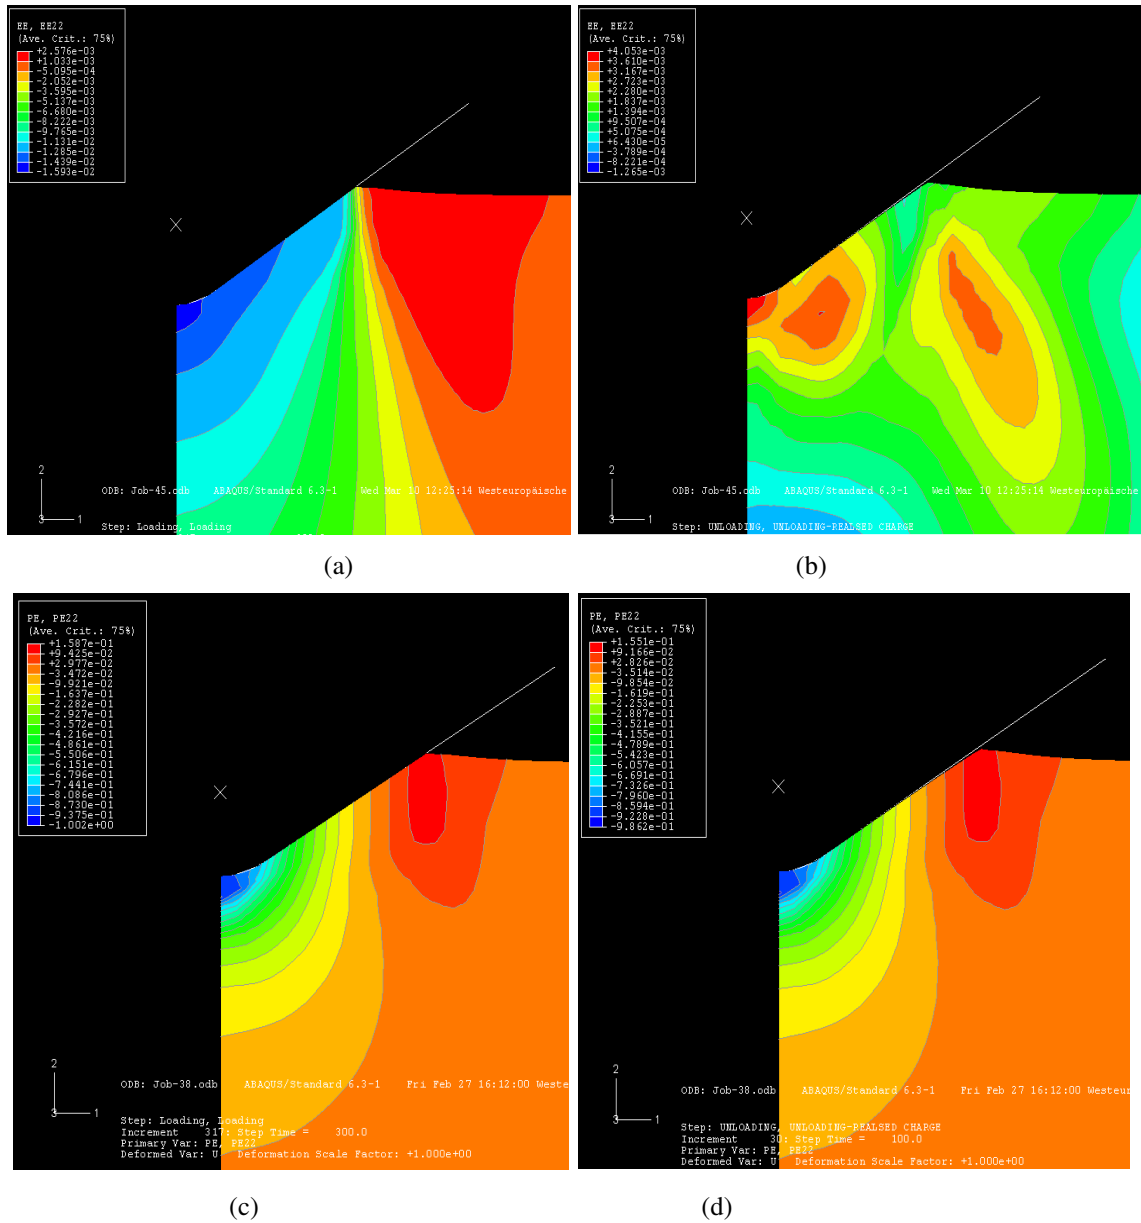 EE, EE22
(Ave. Crit.: 75%)
+2.576e-03
+1.033e-03
-5.095e-04
-2.052e-03
-3.595e-03
-5.137e-03
-6.680e-03
-8.222e-03
-9.765e-03
-1.131e-02
-1.285e-02
-1.439e-02
-1.593e-02
2
3 1
ODB: Job-45.odb ABAQUS/Standard 6.3-1 Wed Mar 10 12:25:14 Westeuropäische
Step: Loading, Loading
(a)
EE, EE22
(Ave. Crit.: 75%)
+4.053e-03
+3.610e-03
+3.167e-03
+2.723e-03
+2.280e-03
+1.837e-03
+1.394e-03
+9.507e-04
+5.075e-04
+6.430e-05
-3.789e-04
-8.221e-04
-1.265e-03
2
3 1
ODB: Job-45.odb ABAQUS/Standard 6.3-1 Wed Mar 10 12:25:14 Westeuropäische
Step: UNLOADING, UNLOADING-REALSED CHARGE
(b)
PE, PE22
(Ave. Crit.: 75%)
+1.587e-01
+9.425e-02
+2.977e-02
-3.472e-02
-9.921e-02
-1.637e-01
-2.282e-01
-2.927e-01
-3.572e-01
-4.216e-01
-4.861e-01
-5.506e-01
-6.151e-01
-6.796e-01
-7.441e-01
-8.086e-01
-8.730e-01
-9.375e-01
-1.002e+00
2
3 1
ODB: Job-38.odb ABAQUS/Standard 6.3-1 Fri Feb 27 16:12:00 Weste
Step: Loading, Loading
Increment 317: Step Time = 300.0
Primary Var: PE, PE22
Deformed Var: U Deformation Scale Factor: +1.000e+00
(c)
PE, PE22
(Ave. Crit.: 75%)
+1.551e-01
+9.166e-02
+2.826e-02
-3.514e-02
-9.854e-02
-1.619e-01
-2.253e-01
-2.887e-01
-3.521e-01
-4.155e-01
-4.789e-01
-5.423e-01
-6.057e-01
-6.691e-01
-7.326e-01
-7.960e-01
-8.594e-01
-9.228e-01
-9.862e-01
2
3 1
ODB: Job-38.odb ABAQUS/Standard 6.3-1 Fri Feb 27 16:12:00 Westeur
Step: UNLOADING, UNLOADING-REALSED CHARGE
Increment 30: Step Time = 100.0
Primary Var: PE, PE22
Deformed Var: U Deformation Scale Factor: +1.000e+00
(d)